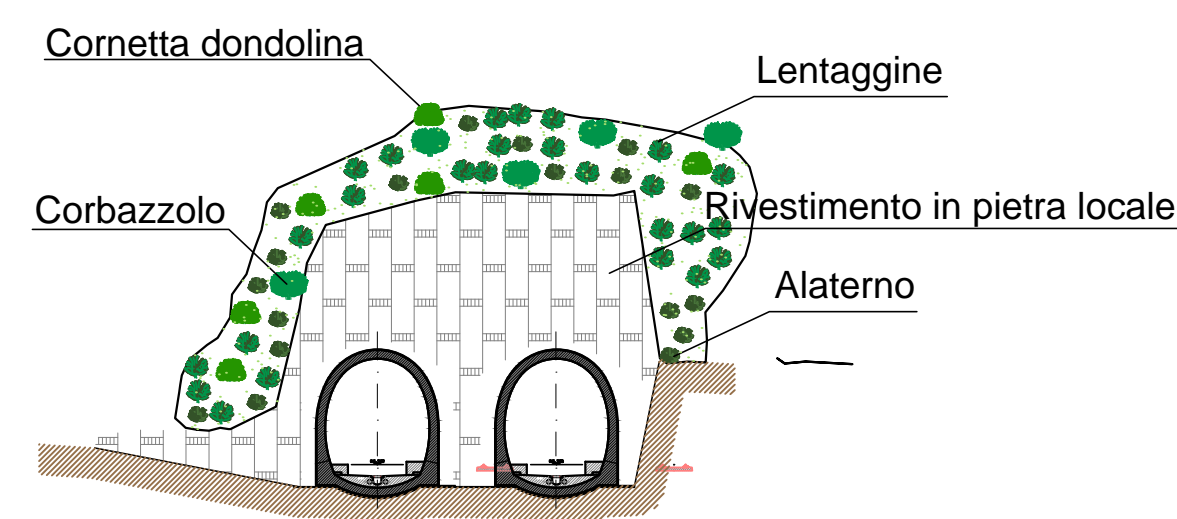 Cornetta dondolina
Lentaggine
Corbazzolo
Rivestimento in pietra locale
Alaterno